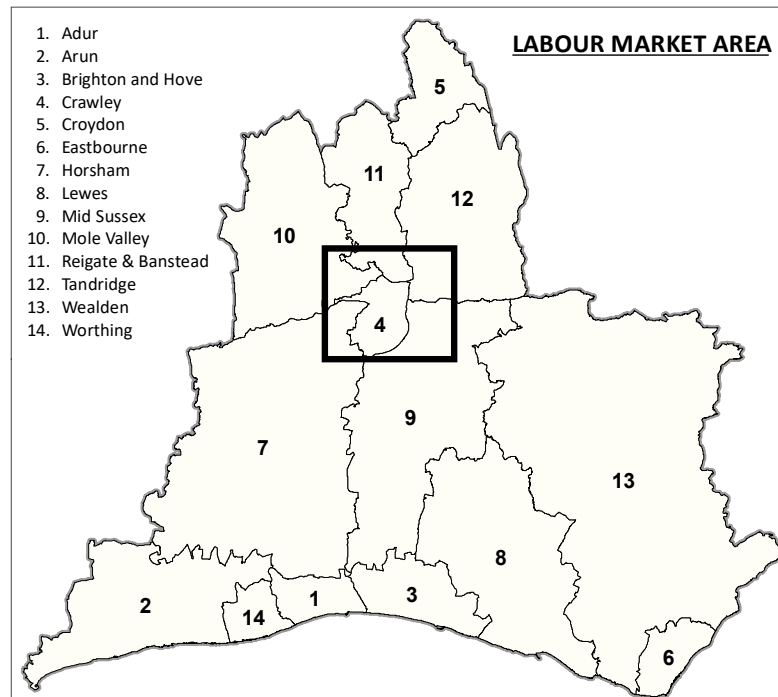 LABOUR MARKET AREA
1. Adur
2. Arun
3. Brighton and Hove
4. Crawley
5. Croydon
6. Eastbourne
7. Horsham
8. Lewes
9. Mid Sussex
10. Mole Valley
11. Reigate & Banstead
12. Tandridge
13. Wealden
14. Worthing
5
11
12
10
4
9
7
13
8
2
14
1
3
6